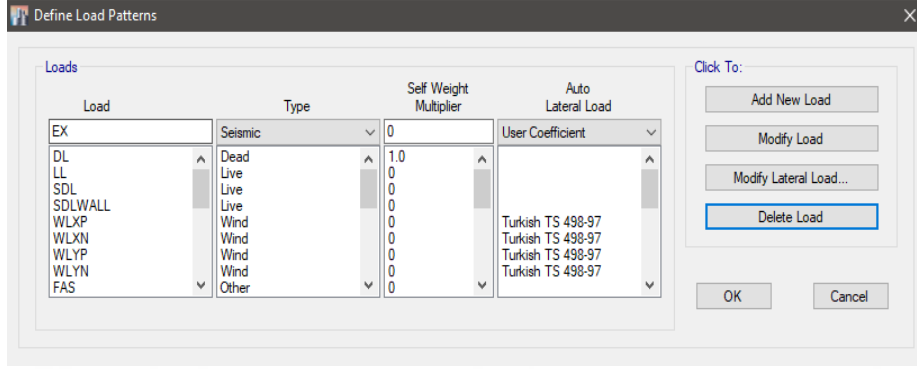 Define Load Patterns
Loads
Click To:
Load Type Self Weight Multiplier Auto Lateral Load
EX Seismic 0 User Coefficient
DL Dead 1.0
LL Live 0
SDL Live 0
SDLWALL Live 0
WLXP Wind 0 Turkish TS 498-97
WLXN Wind 0 Turkish TS 498-97
WLYP Wind 0 Turkish TS 498-97
WLYN Wind 0 Turkish TS 498-97
FAS Other 0
Add New Load
Modify Load
Modify Lateral Load...
Delete Load
OK Cancel